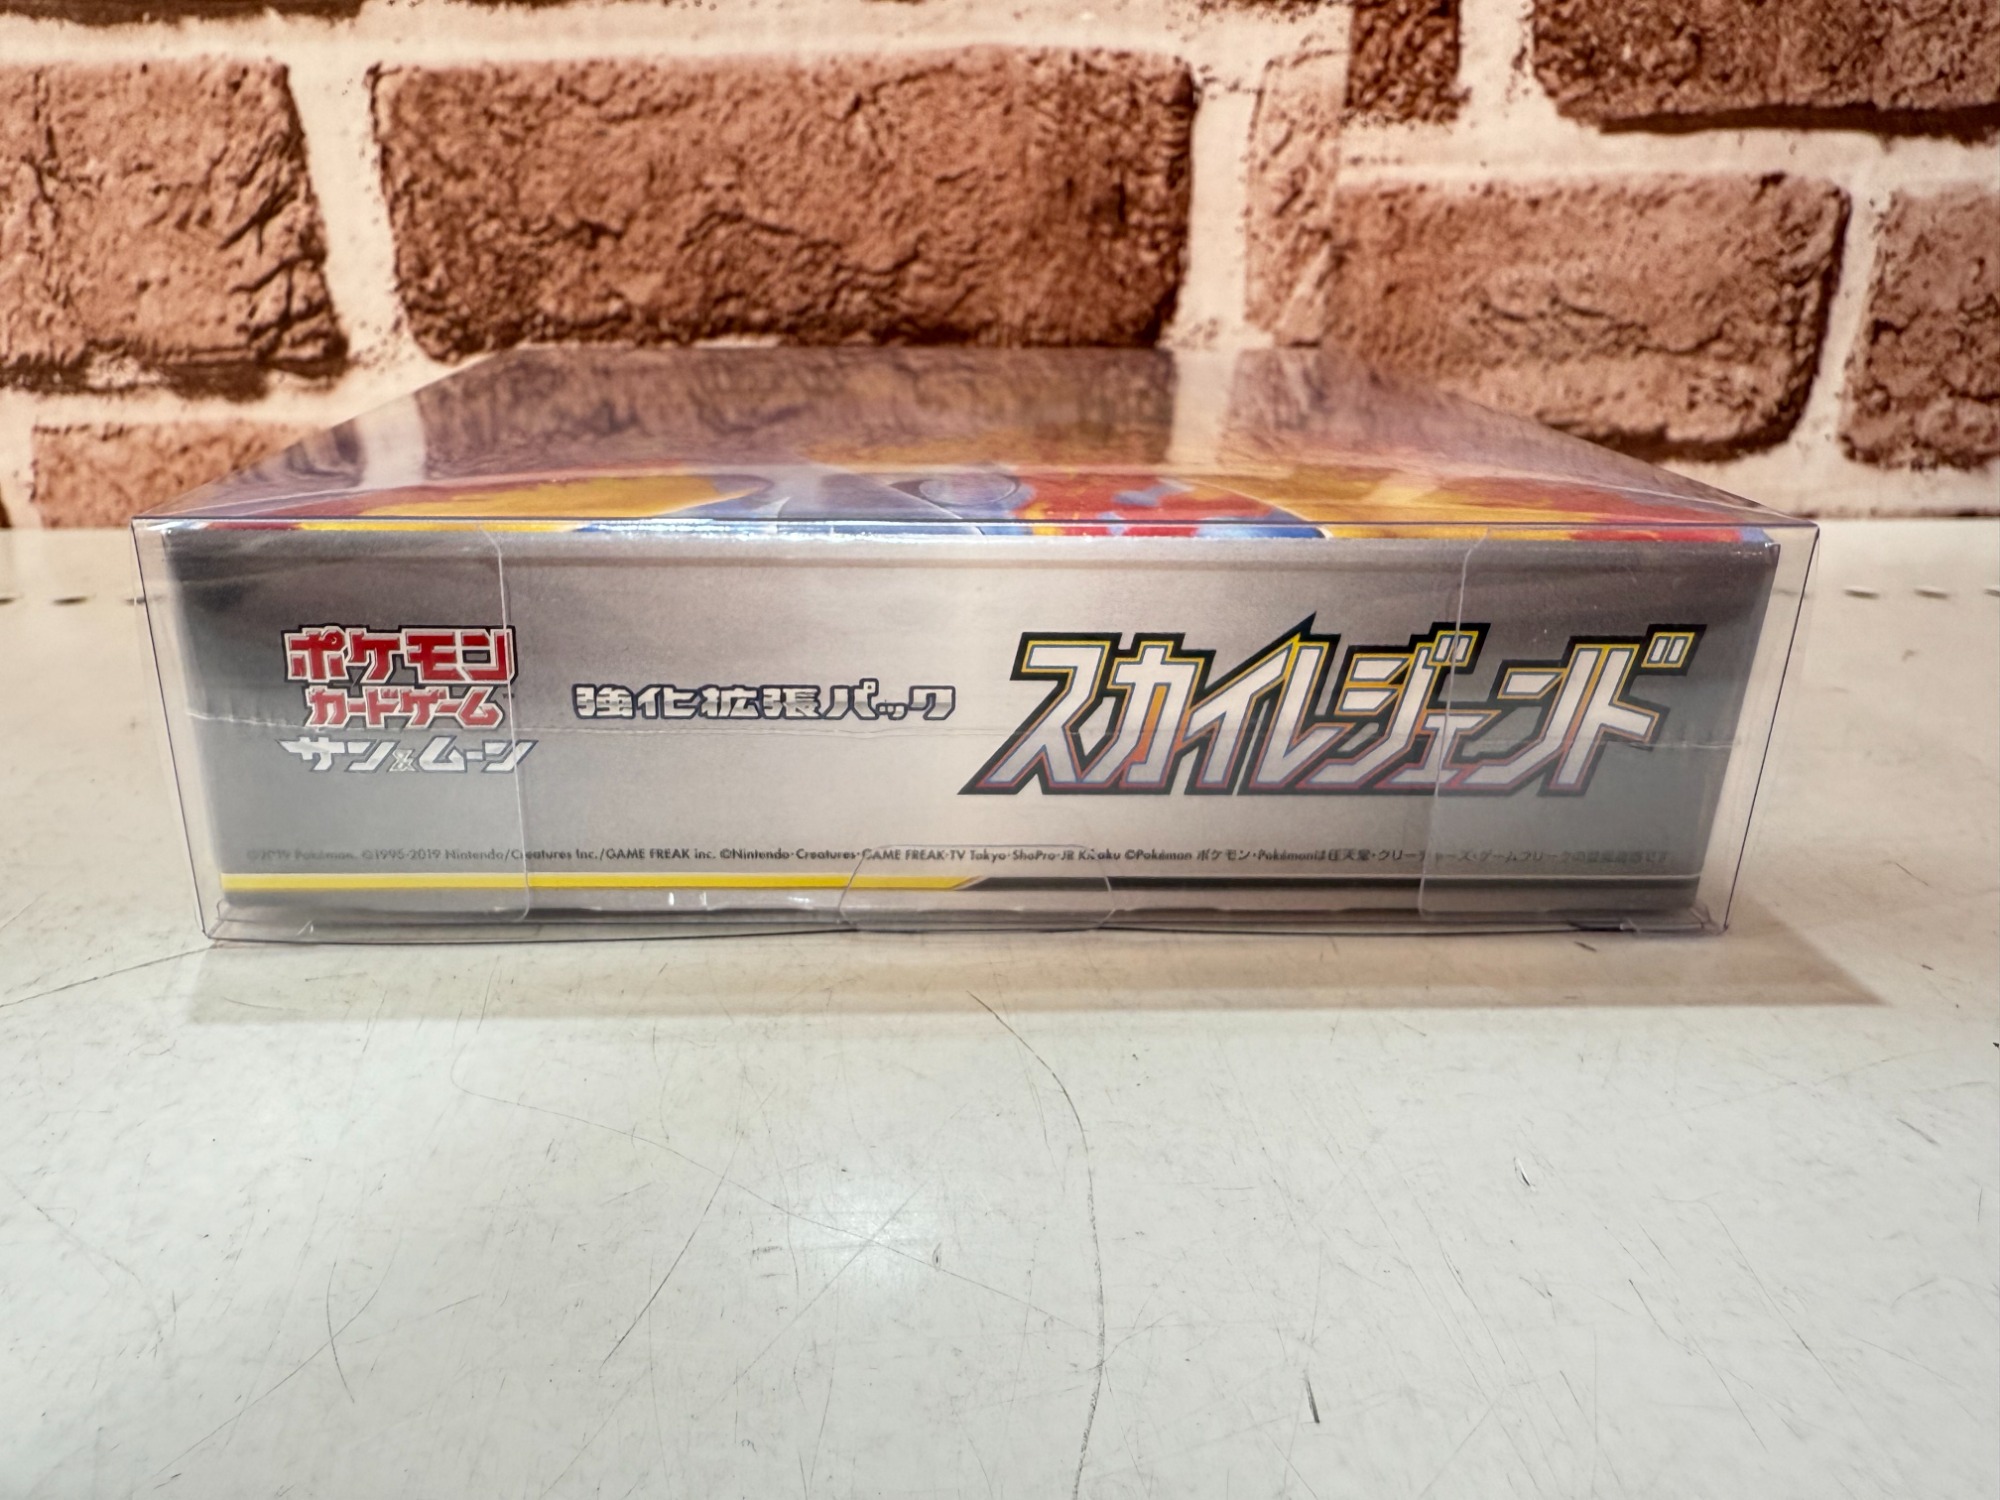 ポケモン
カードゲーム
サン&ムーン
強化拡張パック
スカイレジェンド
©2019 Pokémon. ©1995-2019 Nintendo/Creatures Inc./GAME FREAK inc. ©Nintendo・Creatures・GAME FREAK・TV Tokyo・ShoPro・JR Kikaku ©Pokémon ポケモン・Pokémonは任天堂・クリーチャーズ・ゲームフリークの登録商標です